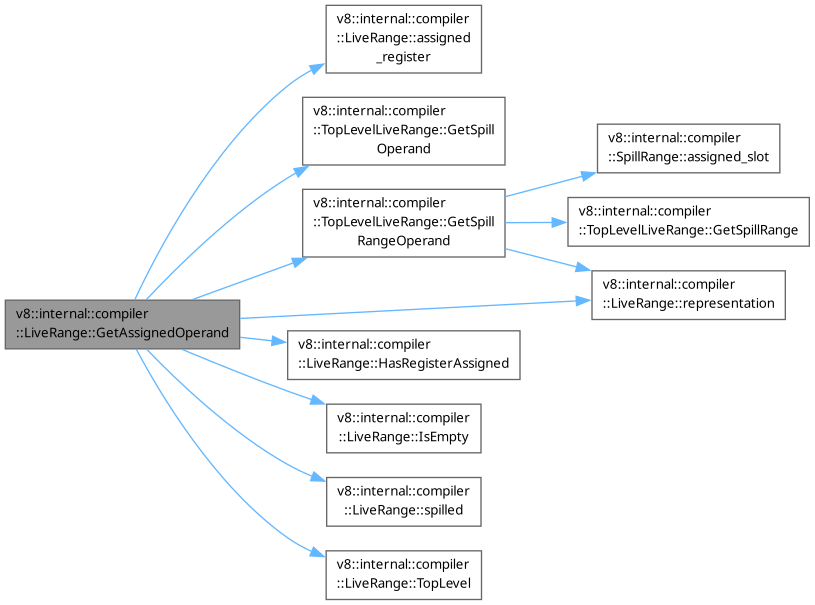 v8::internal::compiler
::LiveRange::assigned
_register
v8::internal::compiler
::TopLevelLiveRange::GetSpill
Operand
v8::internal::compiler
::SpillRange::assigned_slot
v8::internal::compiler
::TopLevelLiveRange::GetSpill
RangeOperand
v8::internal::compiler
::TopLevelLiveRange::GetSpillRange
v8::internal::compiler
::LiveRange::representation
v8::internal::compiler
::LiveRange::GetAssignedOperand
v8::internal::compiler
::LiveRange::HasRegisterAssigned
v8::internal::compiler
::LiveRange::IsEmpty
v8::internal::compiler
::LiveRange::spilled
v8::internal::compiler
::LiveRange::TopLevel